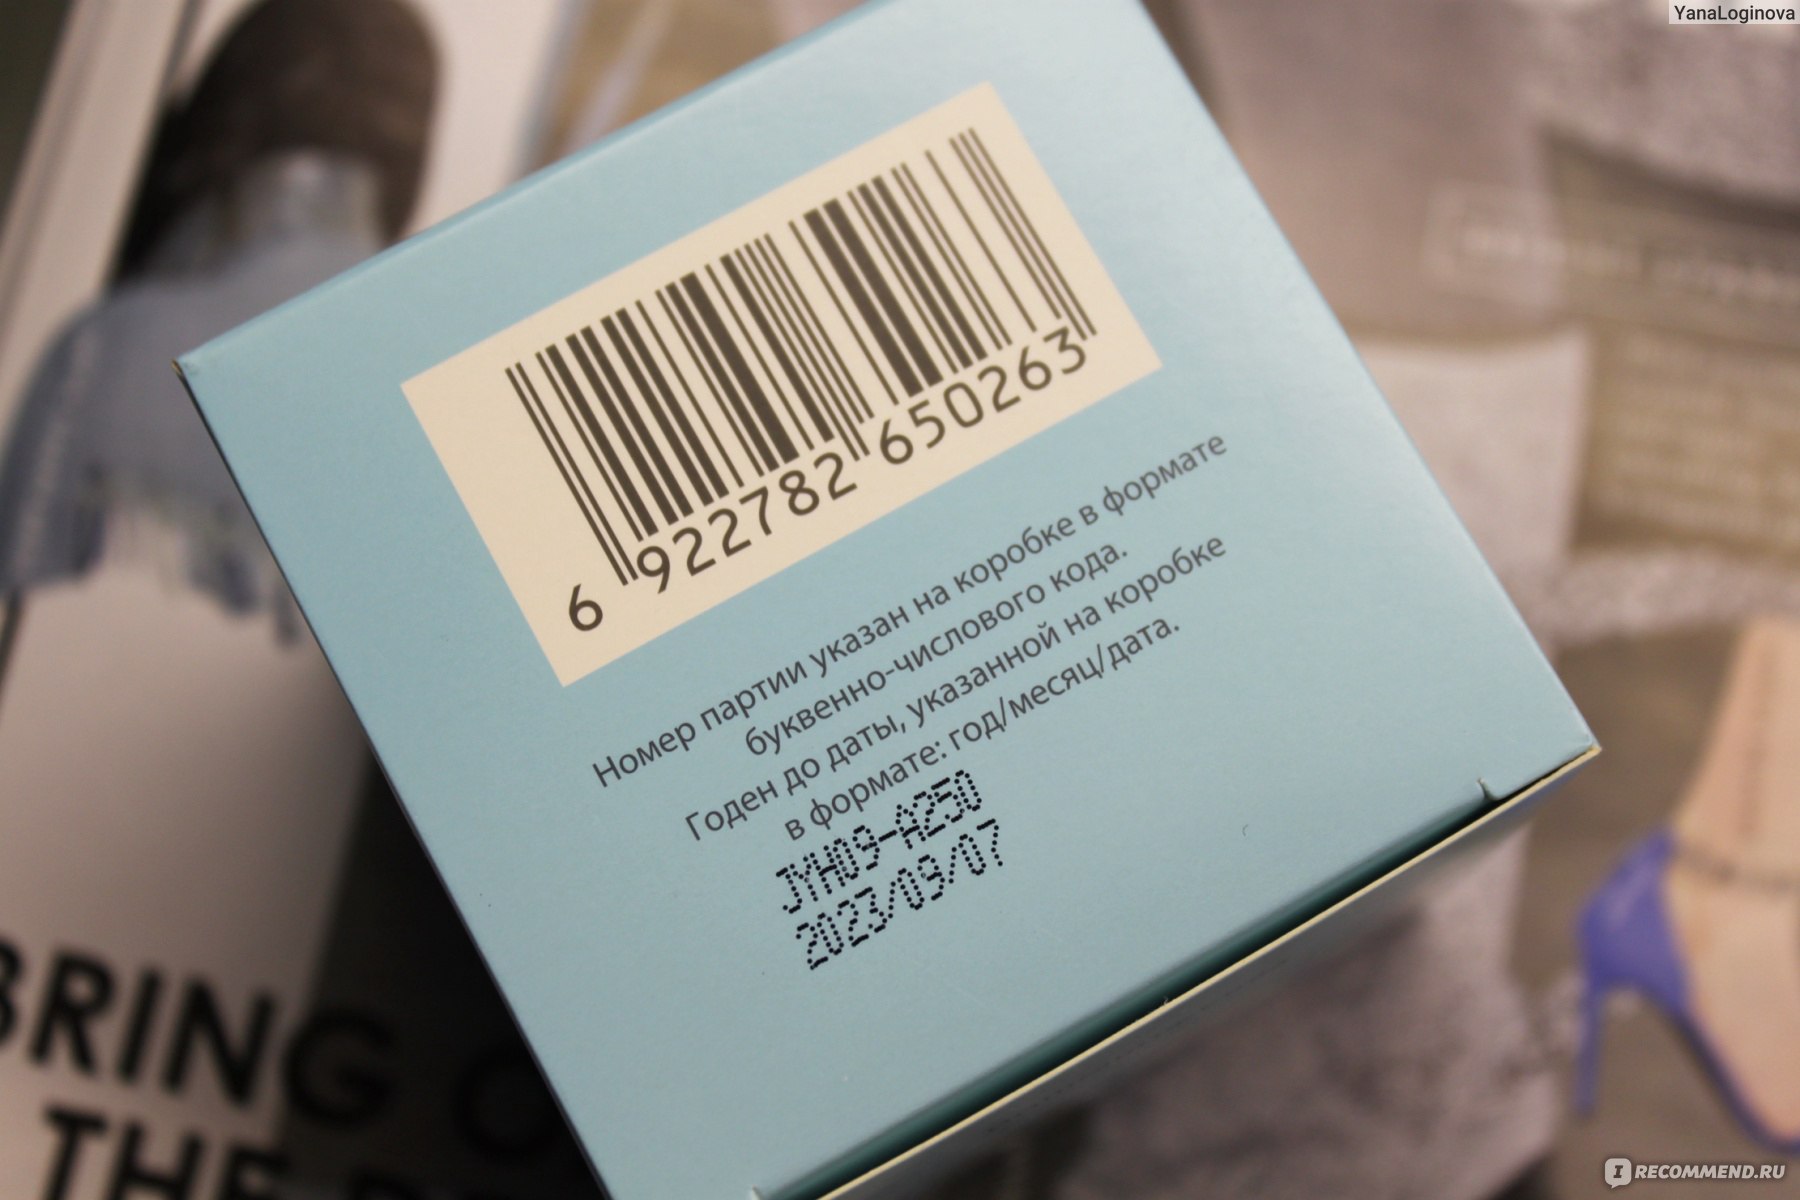 YanaLoginova
6 922782 650263
Номер партии указан на коробке в формате
буквенно-числового кода.
Годен до даты, указанной на коробке
в формате: год/месяц/дата.
JYH09-A250
2023/09/07
BRING
THE
IRECOMMEND.RU